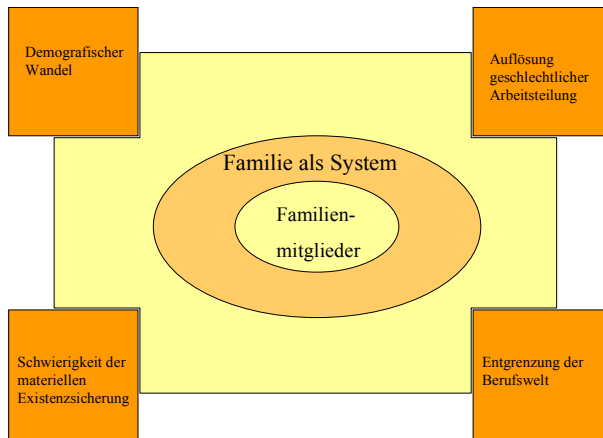 Demografischer
Wandel
Auflösung
geschlechtlicher
Arbeitsteilung
Familie als System
Familien-
mitglieder
Schwierigkeit der
materiellen
Existenzsicherung
Entgrenzung der
Berufswelt